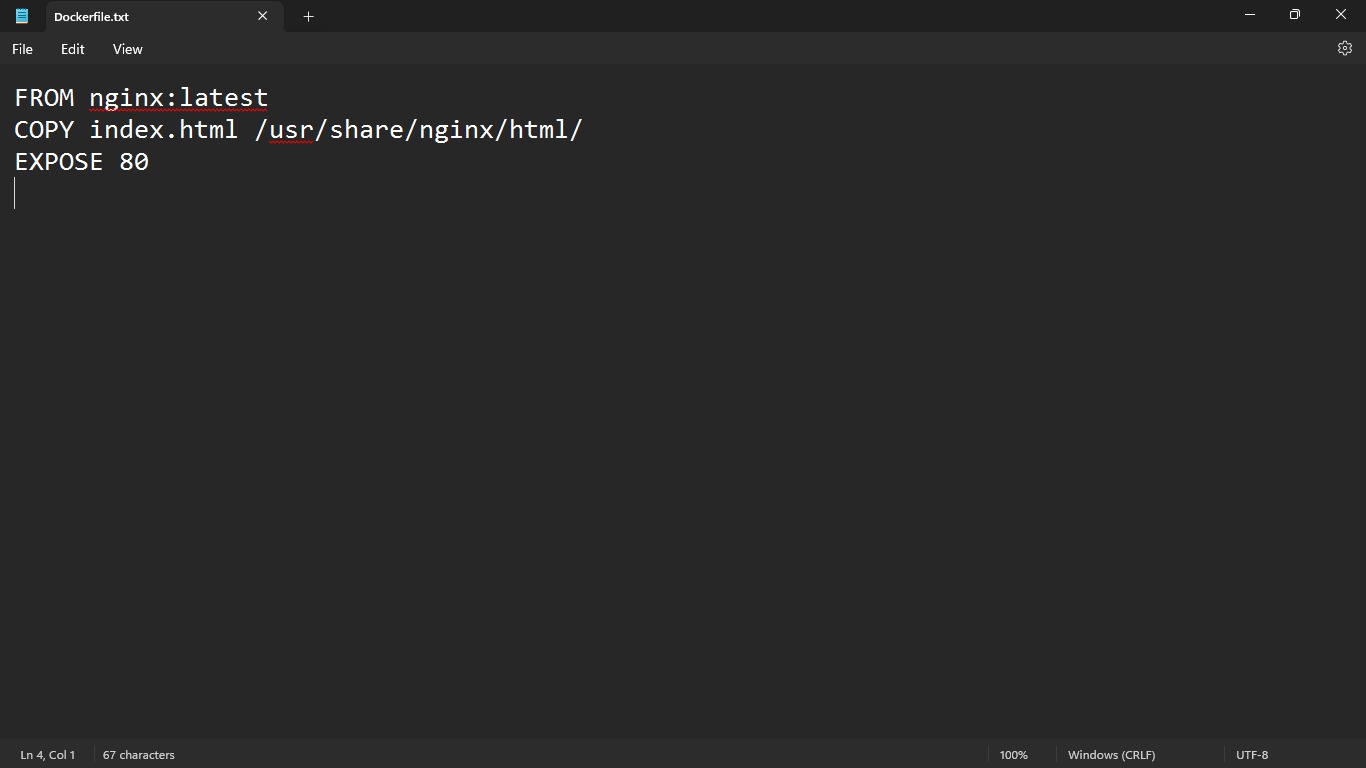 Dockerfile.txt
File Edit View
FROM nginx:latest
COPY index.html /usr/share/nginx/html/
EXPOSE 80
Ln 4, Col 1 67 characters 100% Windows (CRLF) UTF-8